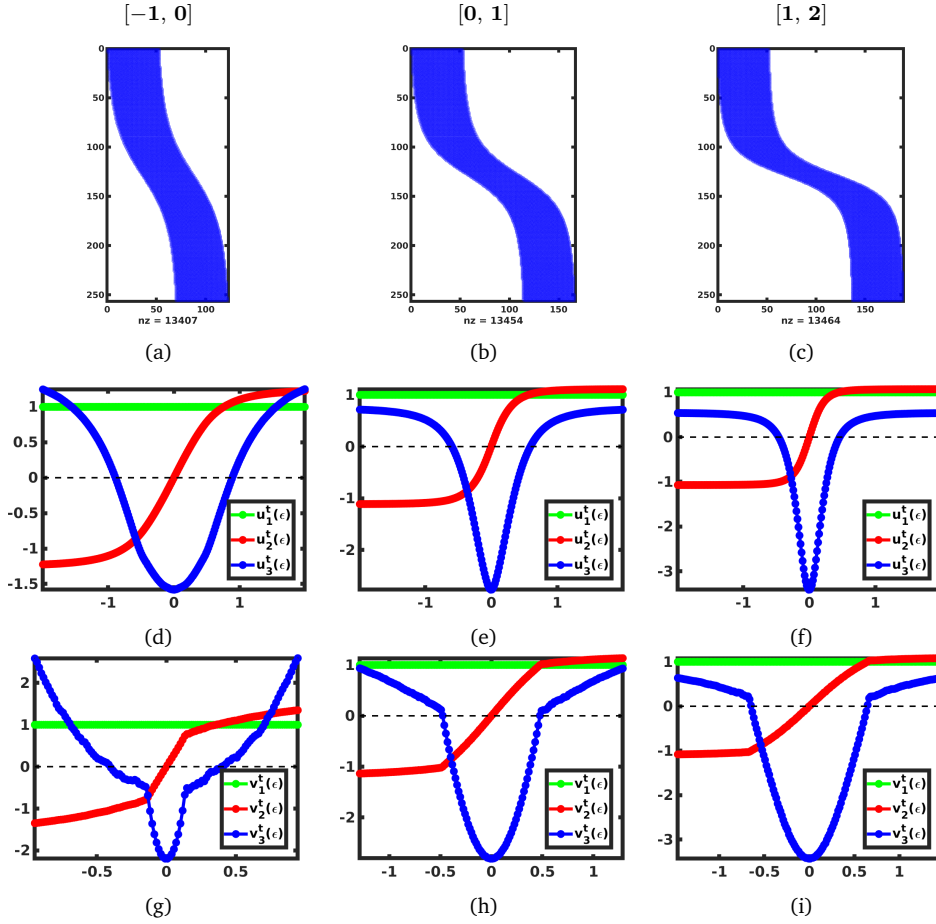 [−1, 0] [0, 1] [1, 2]
0 0 0
50 50 50
100 100 100
150 150 150
200 200 200
250 250 250
0 50 100 0 50 100 150 0 50 100 150
nz = 13407 nz = 13454 nz = 13464
(a) (b) (c)
1 0.5 0 -0.5 -1 -1.5
u₁ᵗ(ϵ)
u₂ᵗ(ϵ)
u₃ᵗ(ϵ)
-1 0 1
1 0 -1 -2
u₁ᵗ(ϵ)
u₂ᵗ(ϵ)
u₃ᵗ(ϵ)
-1 0 1
1 0 -1 -2 -3
u₁ᵗ(ϵ)
u₂ᵗ(ϵ)
u₃ᵗ(ϵ)
-1 0 1
(d) (e) (f)
2 1 0 -1 -2
v₁ᵗ(ϵ)
v₂ᵗ(ϵ)
v₃ᵗ(ϵ)
-0.5 0 0.5
1 0 -1 -2
v₁ᵗ(ϵ)
v₂ᵗ(ϵ)
v₃ᵗ(ϵ)
-1 -0.5 0 0.5 1
1 0 -1 -2 -3
v₁ᵗ(ϵ)
v₂ᵗ(ϵ)
v₃ᵗ(ϵ)
-1 -0.5 0 0.5 1
(g) (h) (i)